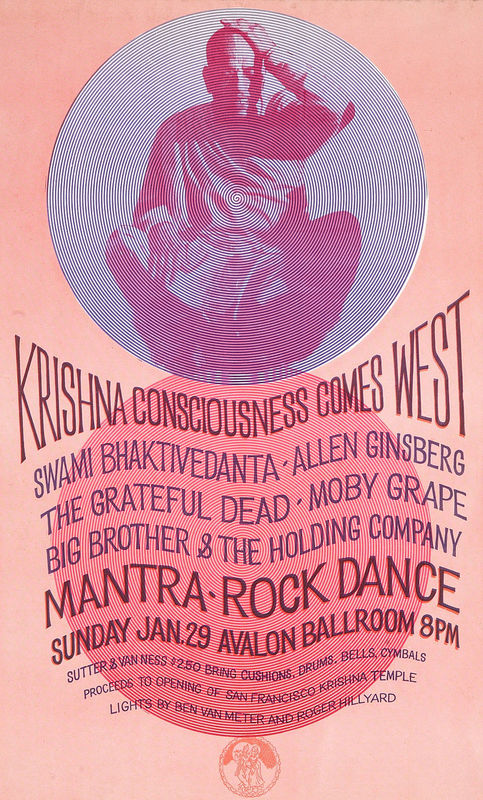 KRISHNA CONSCIOUSNESS COMES WEST
SWAMI BHAKTIVEDANTA · ALLEN GINSBERG
THE GRATEFUL DEAD · MOBY GRAPE
BIG BROTHER & THE HOLDING COMPANY
MANTRA · ROCK DANCE
SUNDAY JAN.29 AVALON BALLROOM 8PM
SUTTER & VAN NESS $2.50 BRING CUSHIONS, DRUMS, BELLS, CYMBALS
PROCEEDS TO OPENING OF SAN FRANCISCO KRISHNA TEMPLE
LIGHTS BY BEN VAN METER AND ROGER HILLYARD